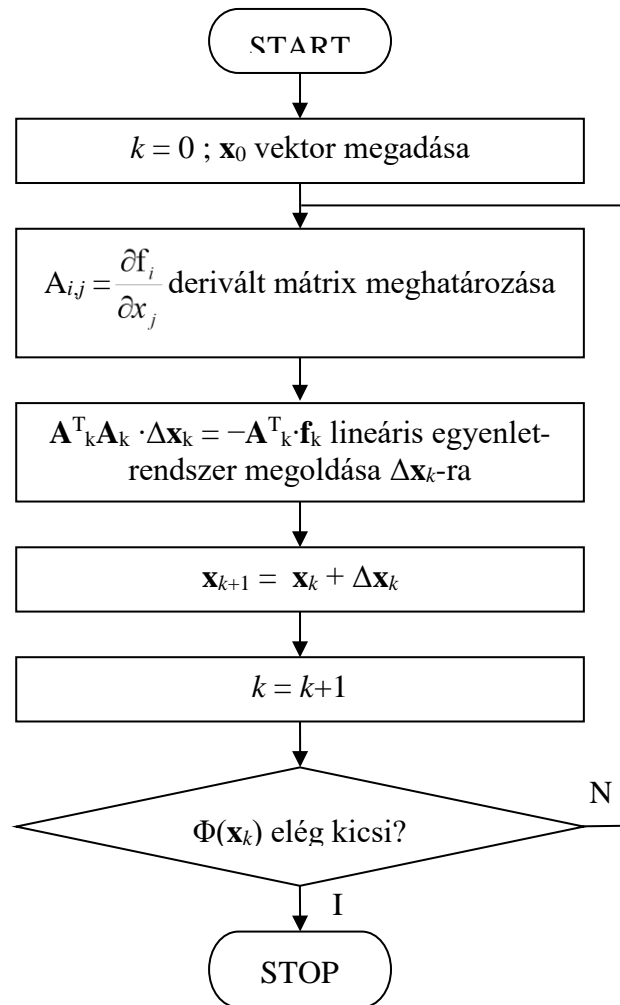 START
k = 0 ; x₀ vektor megadása
Aᵢ,ⱼ = ∂fᵢ/∂xⱼ derivált mátrix meghatározása
AᵀₖAₖ ·Δxₖ = −Aᵀₖ·fₖ lineáris egyenlet-
rendszer megoldása Δxₖ-ra
xₖ₊₁ = xₖ + Δxₖ
k = k+1
Φ(xₖ) elég kicsi?
N
I
STOP